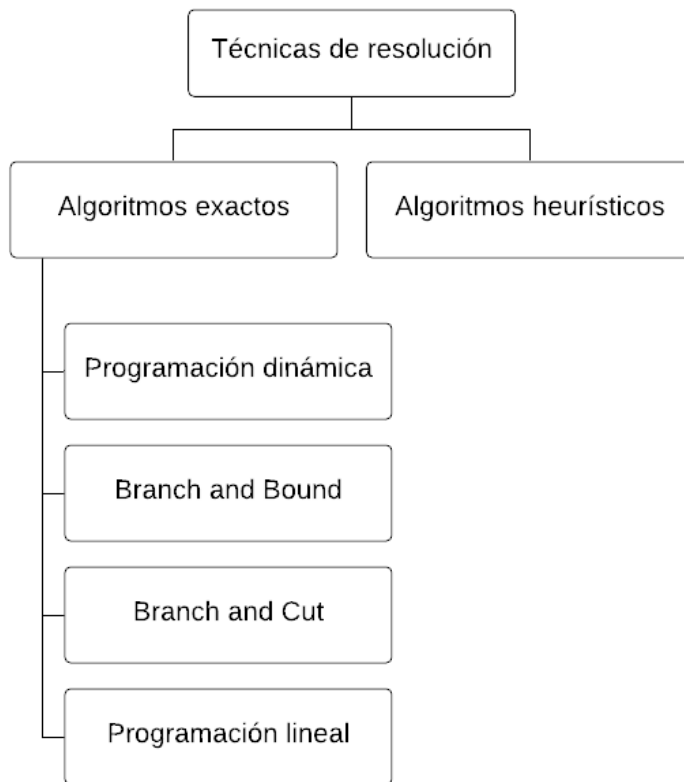 Técnicas de resolución
Algoritmos exactos
Algoritmos heurísticos
Programación dinámica
Branch and Bound
Branch and Cut
Programación lineal